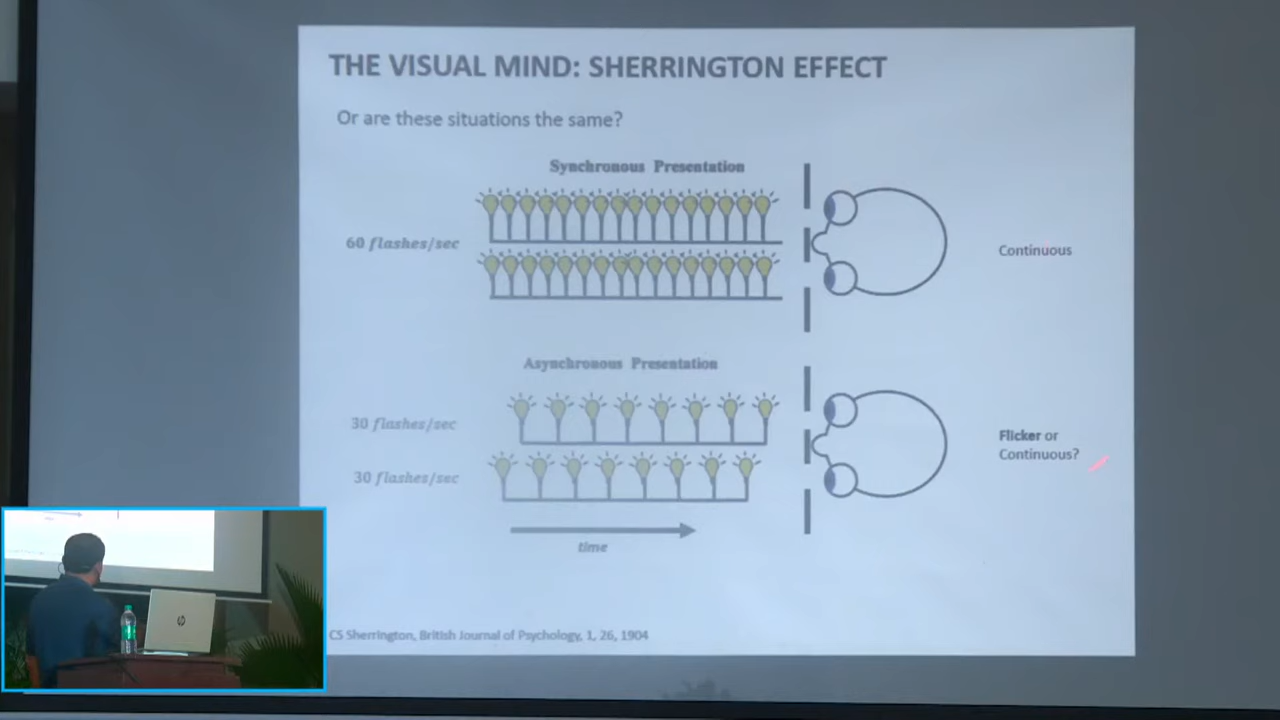 THE VISUAL MIND: SHERRINGTON EFFECT
Or are these situations the same?
Synchronous Presentation
60 flashes/sec
Continuous
Asynchronous Presentation
30 flashes/sec
Flicker or
Continuous?
30 flashes/sec
time
CS Sherrington, British Journal of Psychology, 1, 26, 1904
hp